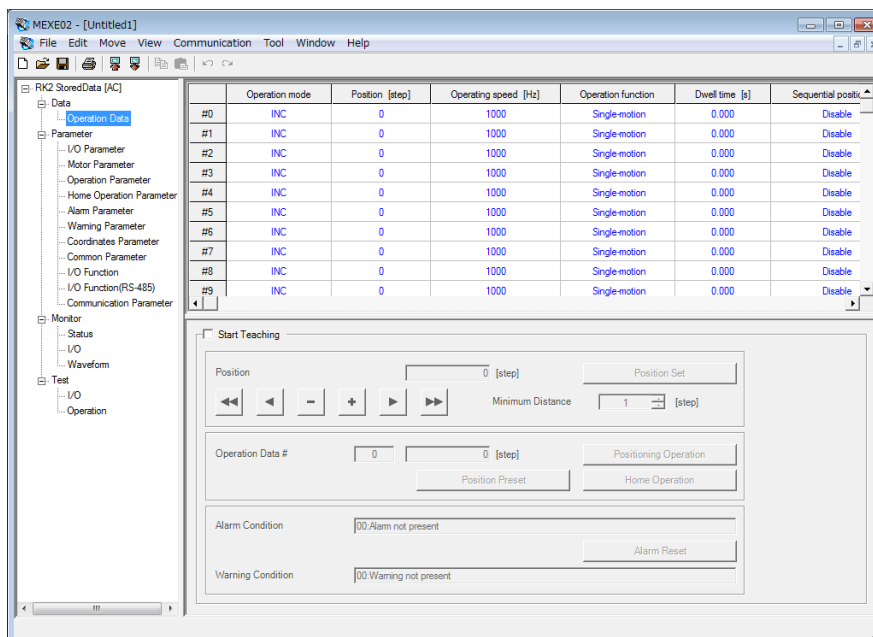 MEXE02 - [Untitled1]
File Edit Move View Communication Tool Window Help
RK2 StoredData [AC]
Data
Operation Data
Parameter
I/O Parameter
Motor Parameter
Operation Parameter
Home Operation Parameter
Alarm Parameter
Warning Parameter
Coordinates Parameter
Common Parameter
I/O Function
I/O Function(RS-485)
Communication Parameter
Monitor
Status
I/O
Waveform
Test
I/O
Operation
Operation mode Position [step] Operating speed [Hz] Operation function Dwell time [s] Sequential positio
#0 INC 0 1000 Single-motion 0.000 Disable
#1 INC 0 1000 Single-motion 0.000 Disable
#2 INC 0 1000 Single-motion 0.000 Disable
#3 INC 0 1000 Single-motion 0.000 Disable
#4 INC 0 1000 Single-motion 0.000 Disable
#5 INC 0 1000 Single-motion 0.000 Disable
#6 INC 0 1000 Single-motion 0.000 Disable
#7 INC 0 1000 Single-motion 0.000 Disable
#8 INC 0 1000 Single-motion 0.000 Disable
#9 INC 0 1000 Single-motion 0.000 Disable
Start Teaching
Position 0 [step] Position Set
Minimum Distance 1 [step]
Operation Data # 0 0 [step] Positioning Operation
Position Preset Home Operation
Alarm Condition 00:Alarm not present
Alarm Reset
Warning Condition 00:Warning not present